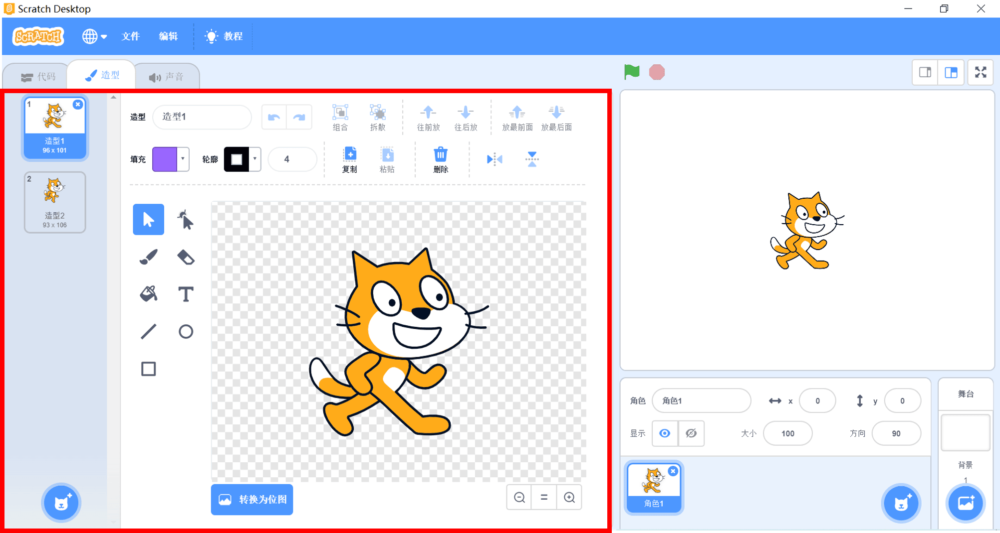 Scratch Desktop
SCRATCH 文件 编辑 教程
代码 造型 声音
1
造型1
96 x 101
2
造型2
93 x 106
造型 造型1 组合 拆散 往前放 往后放 放最前面 放最后面
填充 轮廓 4 复制 粘贴 删除
T
转换为位图
=
角色 角色1 x 0 y 0
显示 大小 100 方向 90
角色1
舞台
背景
1